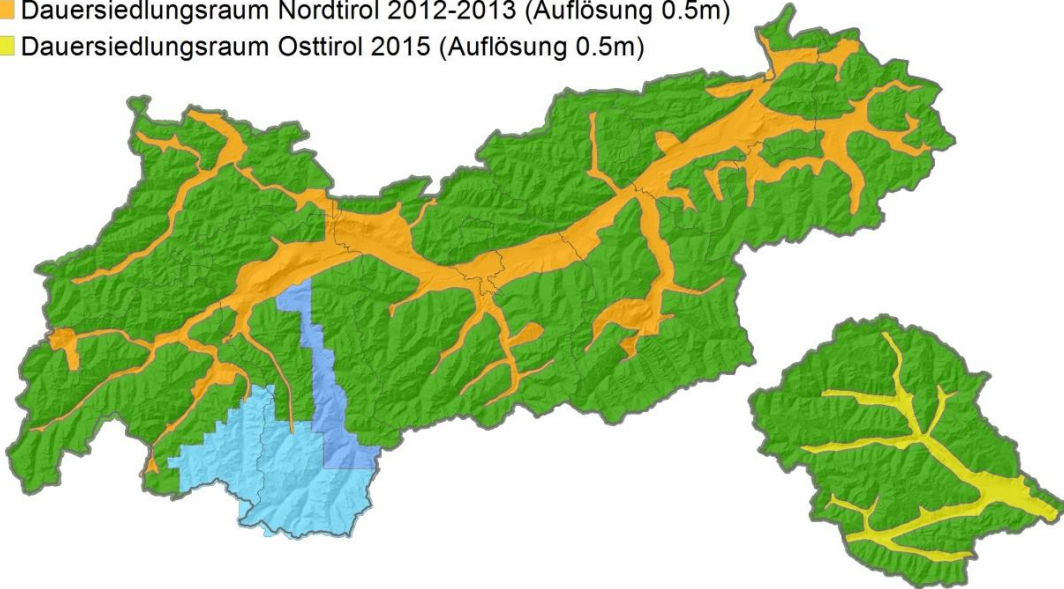 Dauersiedlungsraum Nordtirol 2012-2013 (Auflösung 0.5m)
Dauersiedlungsraum Osttirol 2015 (Auflösung 0.5m)